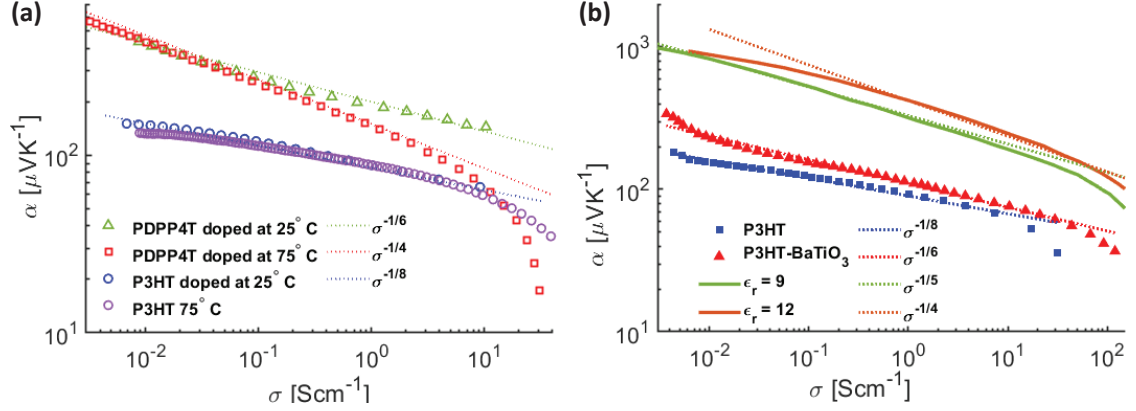 (a)
α [μVK⁻¹]
10²
10¹
PDPP4T doped at 25° C
PDPP4T doped at 75° C
P3HT doped at 25° C
P3HT 75° C
σ⁻¹/⁶
σ⁻¹/⁴
σ⁻¹/⁸
10⁻² 10⁻¹ 10⁰ 10¹
σ [Scm⁻¹]
(b)
α [μVK⁻¹]
10³
10²
10¹
P3HT
P3HT-BaTiO₃
ϵᵣ = 9
ϵᵣ = 12
σ⁻¹/⁸
σ⁻¹/⁶
σ⁻¹/⁵
σ⁻¹/⁴
10⁻² 10⁻¹ 10⁰ 10¹ 10²
σ [Scm⁻¹]